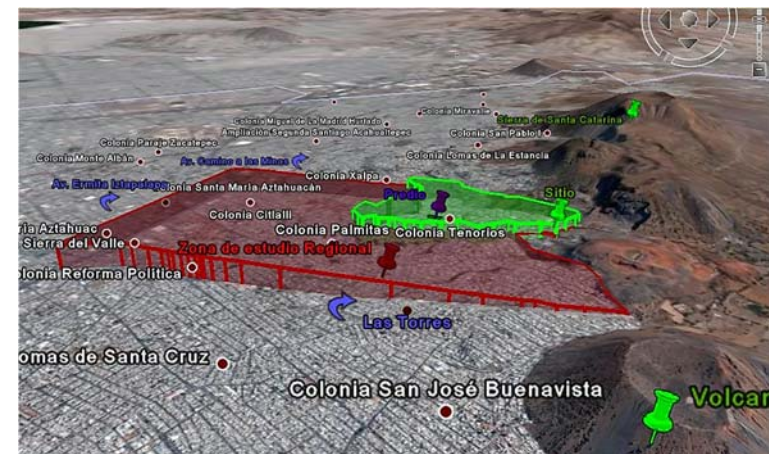 Colonia Miguel de La Madrid Hurtado
Colonia Miravalle
Sierra de Santa Catarina
Ampliación Segunda Santiago Acahualtepec
Colonia San Pablo I
Colonia Paraje Zacatepec
Colonia Monte Albán
Av. Camino a las Minas
Colonia Lomas de La Estancia
Colonia Xalpa
Av. Ermita Iztapalapa
olonia Santa María Aztahuacán
Predio
Sitio
Colonia Citlalli
ría Aztahuac
Colonia Palmitas
Colonia Tenorios
Sierra del Valle
Zona de estudio Regional
olonia Reforma Política
Las Torres
omas de Santa Cruz
Colonia San José Buenavista
Volcan